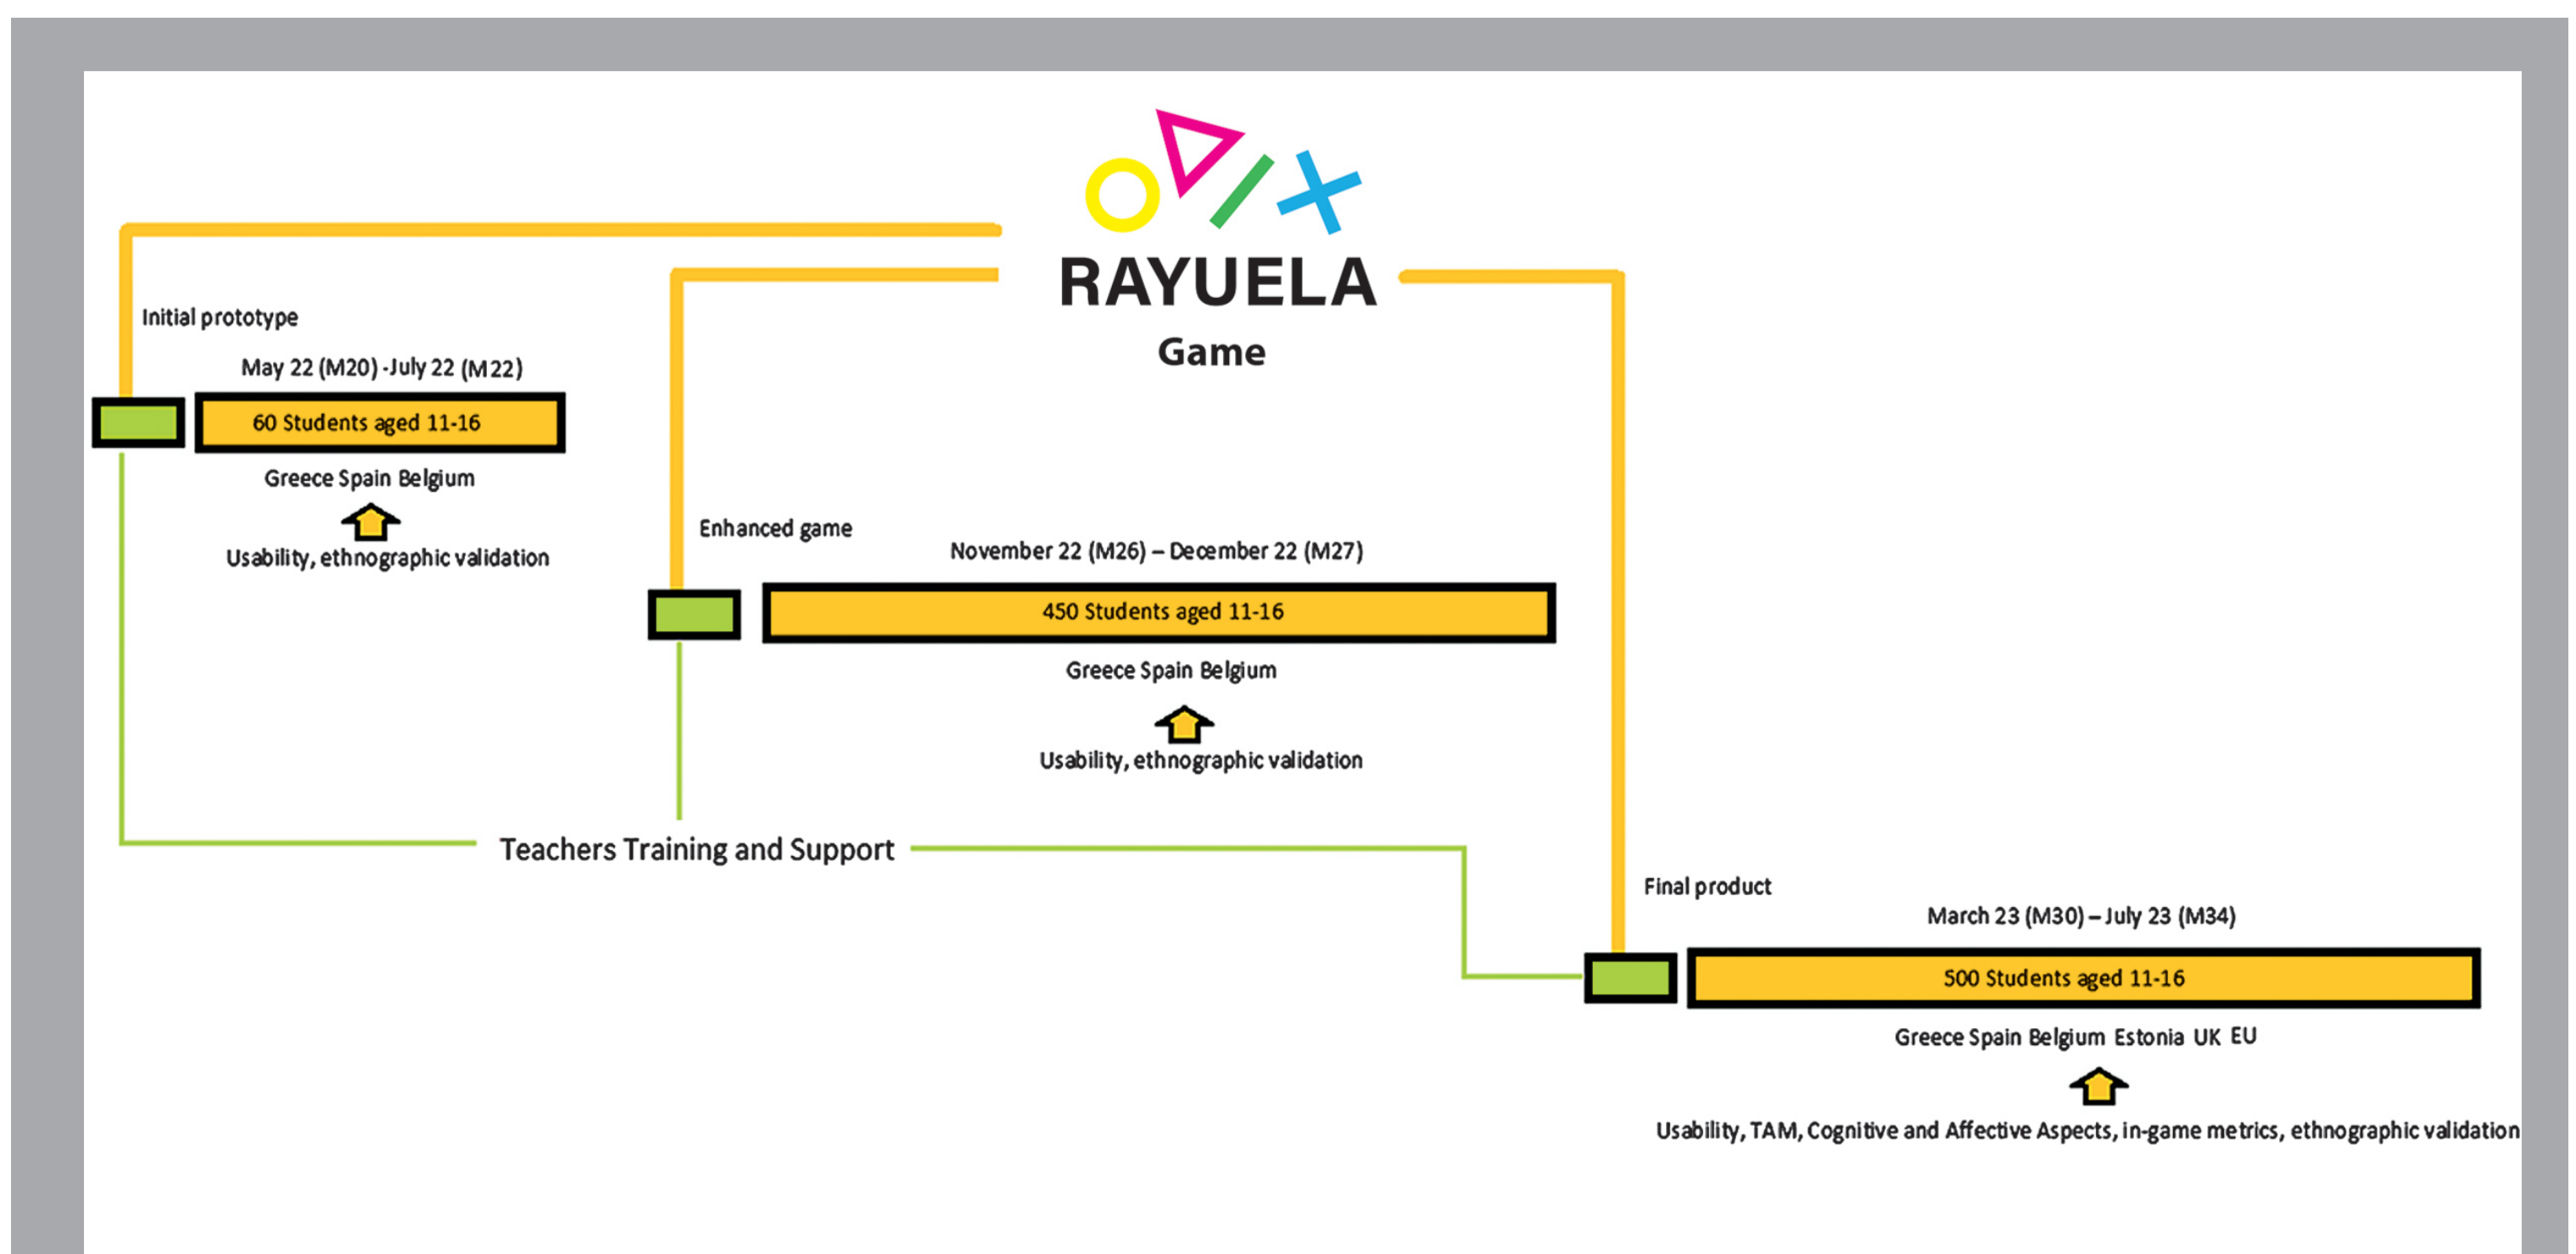 RAYUELA
Game
Initial prototype
May 22 (M20) -July 22 (M22)
60 Students aged 11-16
Greece Spain Belgium
Usability, ethnographic validation
Enhanced game
November 22 (M26) – December 22 (M27)
450 Students aged 11-16
Greece Spain Belgium
Usability, ethnographic validation
Teachers Training and Support
Final product
March 23 (M30) – July 23 (M34)
500 Students aged 11-16
Greece Spain Belgium Estonia UK EU
Usability, TAM, Cognitive and Affective Aspects, in-game metrics, ethnographic validation